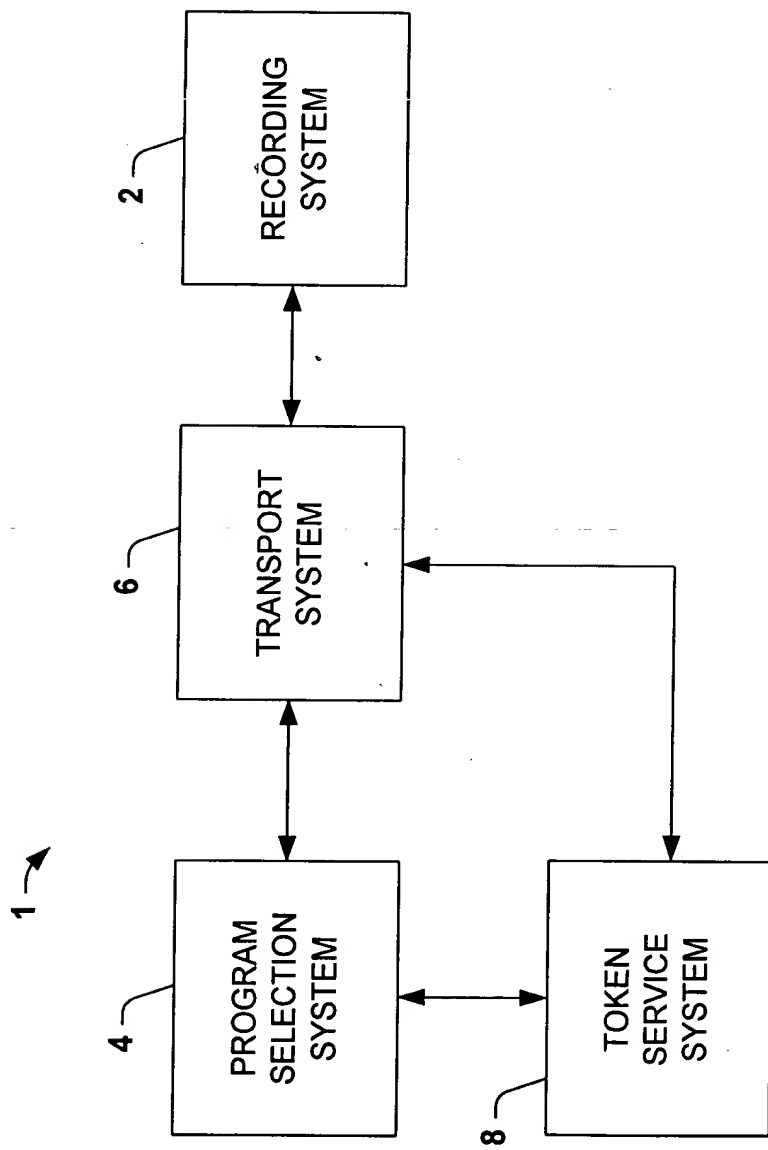 1
4
PROGRAM
SELECTION
SYSTEM
6
TRANSPORT
SYSTEM
2
RECORDING
SYSTEM
8
TOKEN
SERVICE
SYSTEM